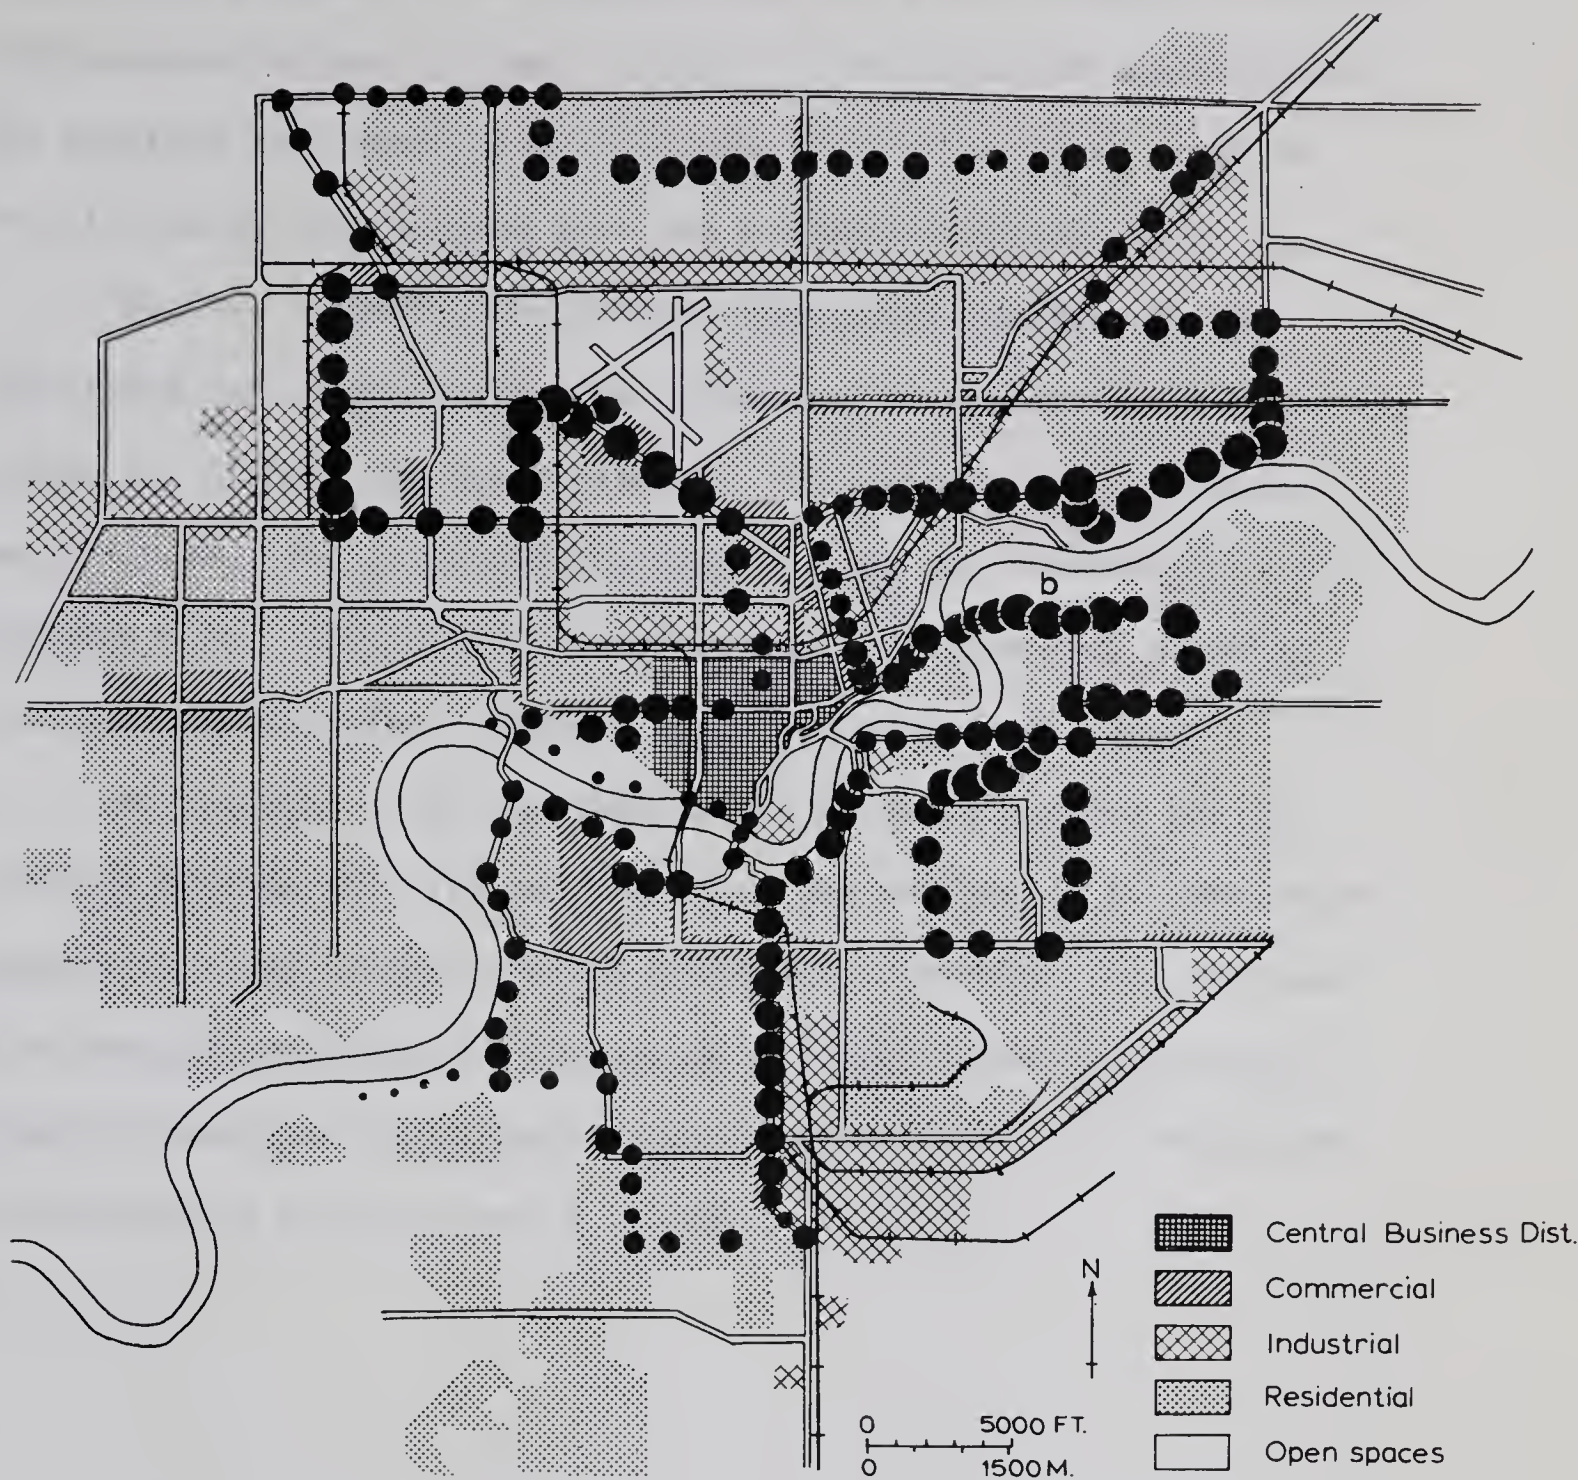 b
N
Central Business Dist.
Commercial
Industrial
Residential
Open spaces
0 5000 FT.
0 1500 M.